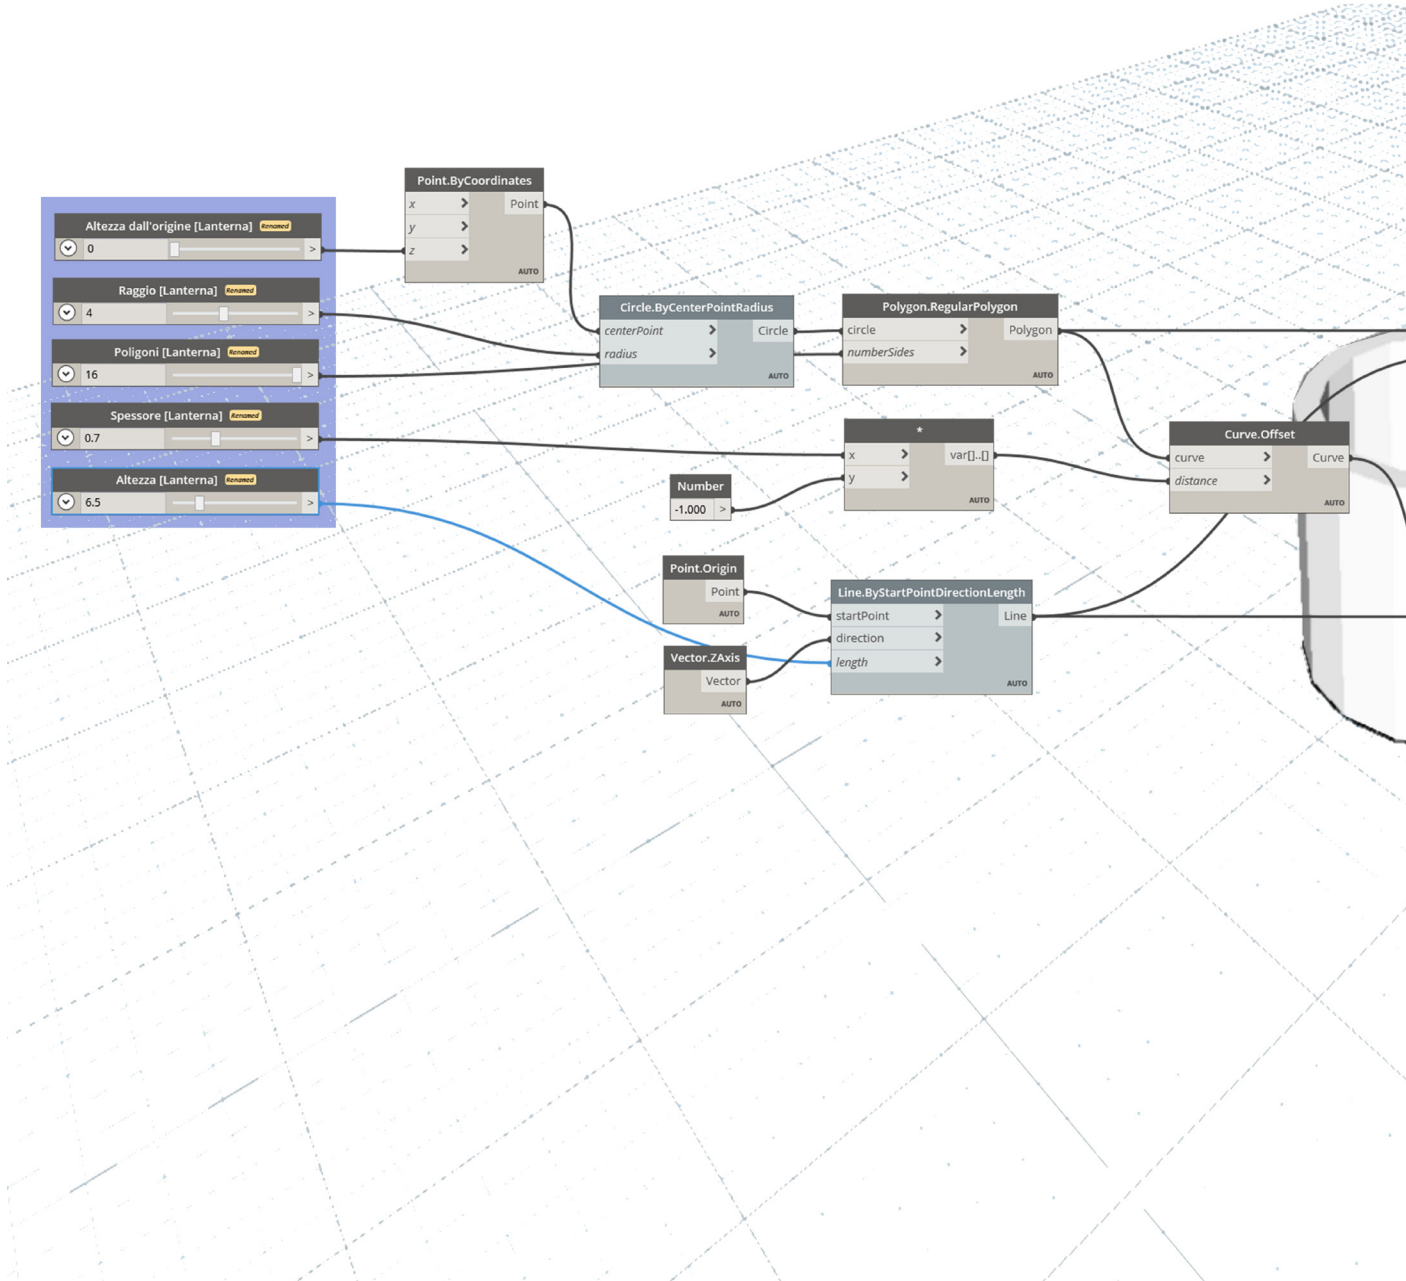 Point.ByCoordinates
x > Point
y >
z >
AUTO
Altezza dall'origine [Lanterna] Renamed
0 >
Raggio [Lanterna] Renamed
4 >
Poligoni [Lanterna] Renamed
16 >
Spessore [Lanterna] Renamed
0.7 >
Altezza [Lanterna] Renamed
6.5 >
Circle.ByCenterPointRadius
centerPoint > Circle
radius >
AUTO
Polygon.RegularPolygon
circle > Polygon
numberSides >
AUTO
*
x > var[]..[]
y >
AUTO
Number
-1.000 >
Curve.Offset
curve > Curve
distance >
AUTO
Point.Origin
Point
AUTO
Vector.ZAxis
Vector
AUTO
Line.ByStartPointDirectionLength
startPoint > Line
direction >
length >
AUTO